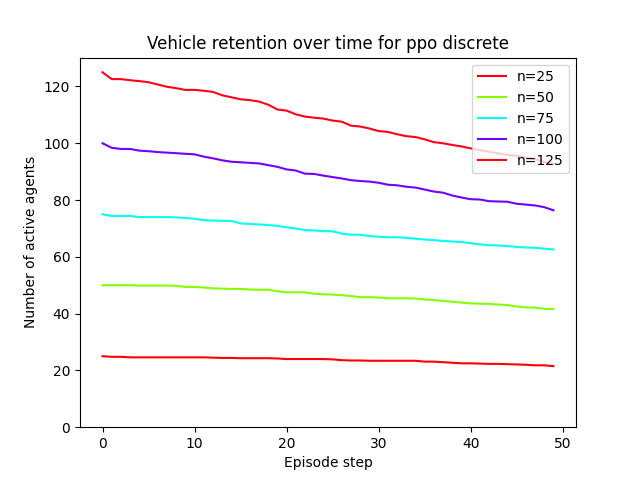 Vehicle retention over time for ppo discrete
n=25
n=50
n=75
n=100
n=125
Number of active agents
120
100
80
60
40
20
0
0 10 20 30 40 50
Episode step